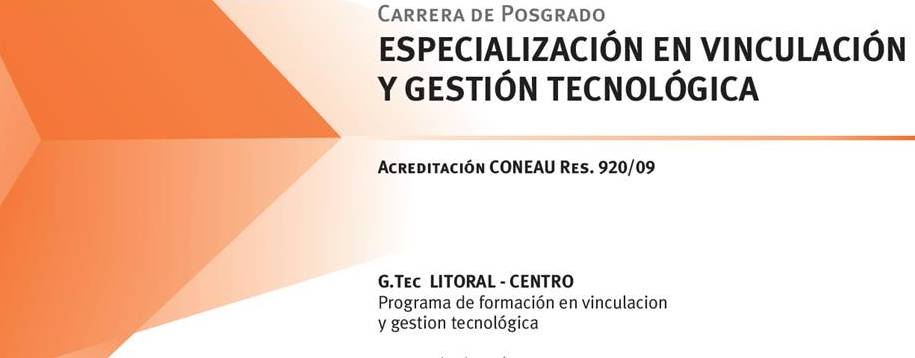 Carrera de Posgrado
ESPECIALIZACIÓN EN VINCULACIÓN
Y GESTIÓN TECNOLÓGICA
Acreditación CONEAU Res. 920/09
G.Tec LITORAL - CENTRO
Programa de formación en vinculacion
y gestion tecnológica